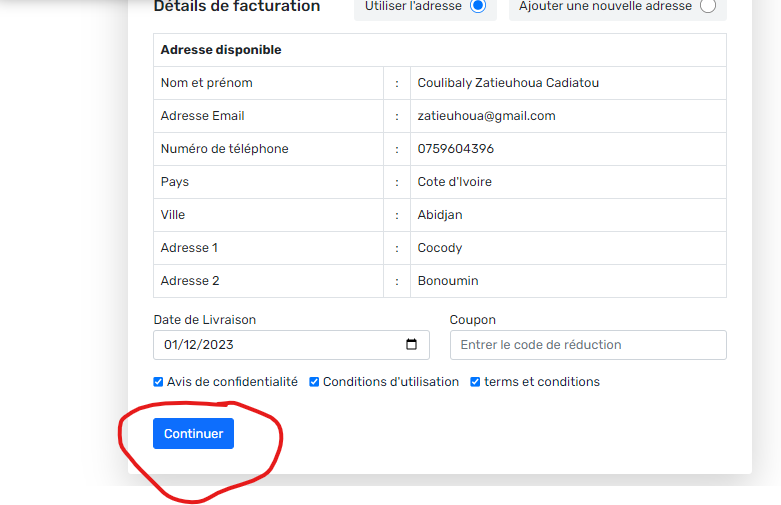 Détails de facturation Utiliser l'adresse Ajouter une nouvelle adresse
Adresse disponible
Nom et prénom : Coulibaly Zatieuhoua Cadiatou
Adresse Email : zatieuhoua@gmail.com
Numéro de téléphone : 0759604396
Pays : Cote d'Ivoire
Ville : Abidjan
Adresse 1 : Cocody
Adresse 2 : Bonoumin
Date de Livraison Coupon
01/12/2023 Entrer le code de réduction
Avis de confidentialité Conditions d'utilisation terms et conditions
Continuer